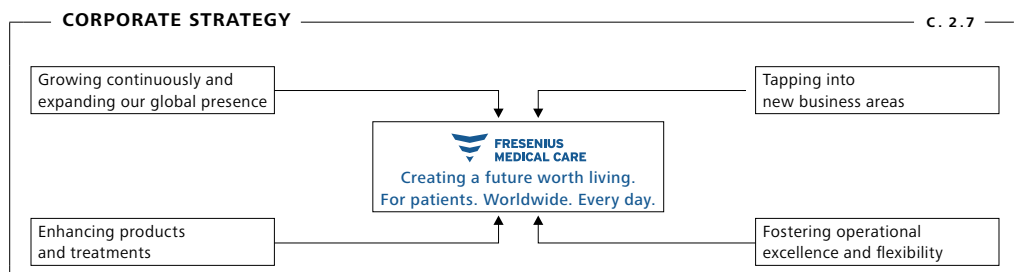 CORPORATE STRATEGY
C. 2.7
Growing continuously and
expanding our global presence
Tapping into
new business areas
FRESENIUS
MEDICAL CARE
Creating a future worth living.
For patients. Worldwide. Every day.
Enhancing products
and treatments
Fostering operational
excellence and flexibility